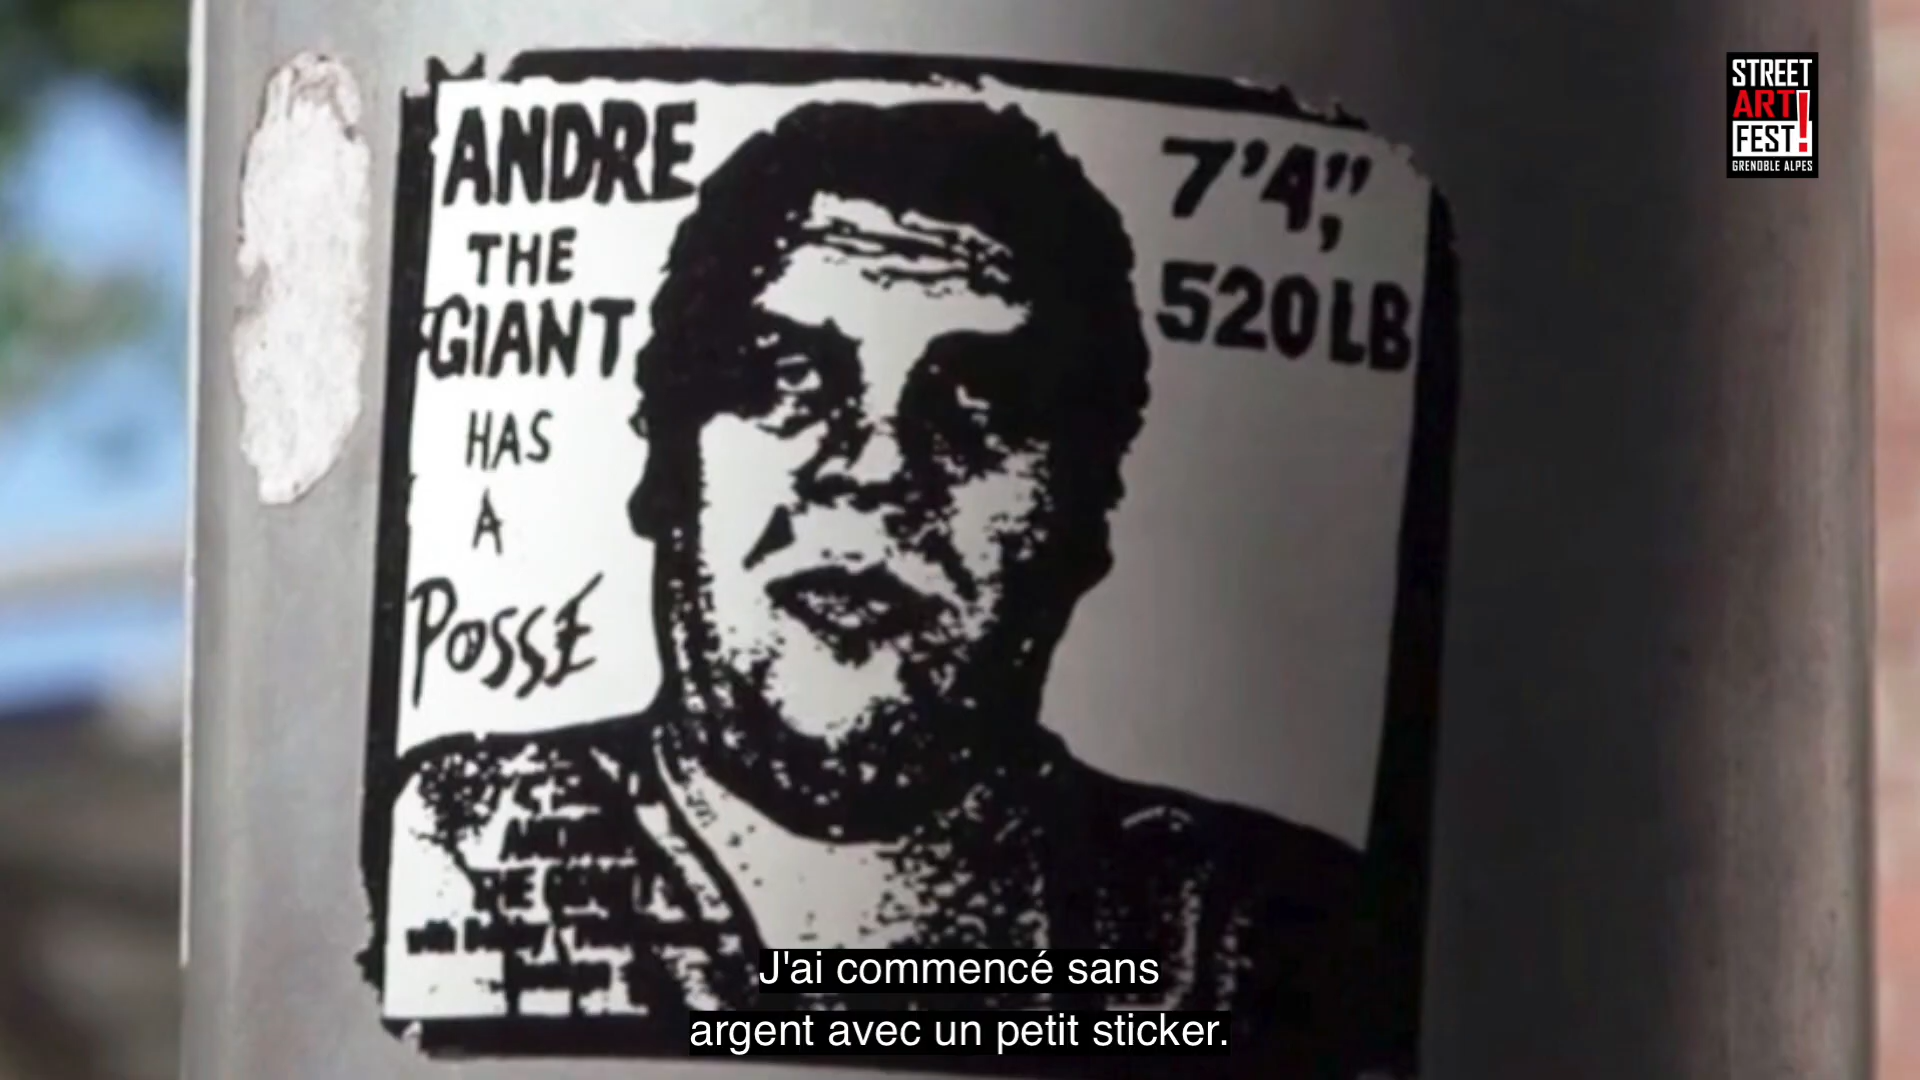 ANDRE
THE
GIANT
HAS
A
POSSE
7'4",
520 LB
STREET
ART!
FEST
GRENOBLE ALPES
THE
J'ai commencé sans
argent avec un petit sticker.